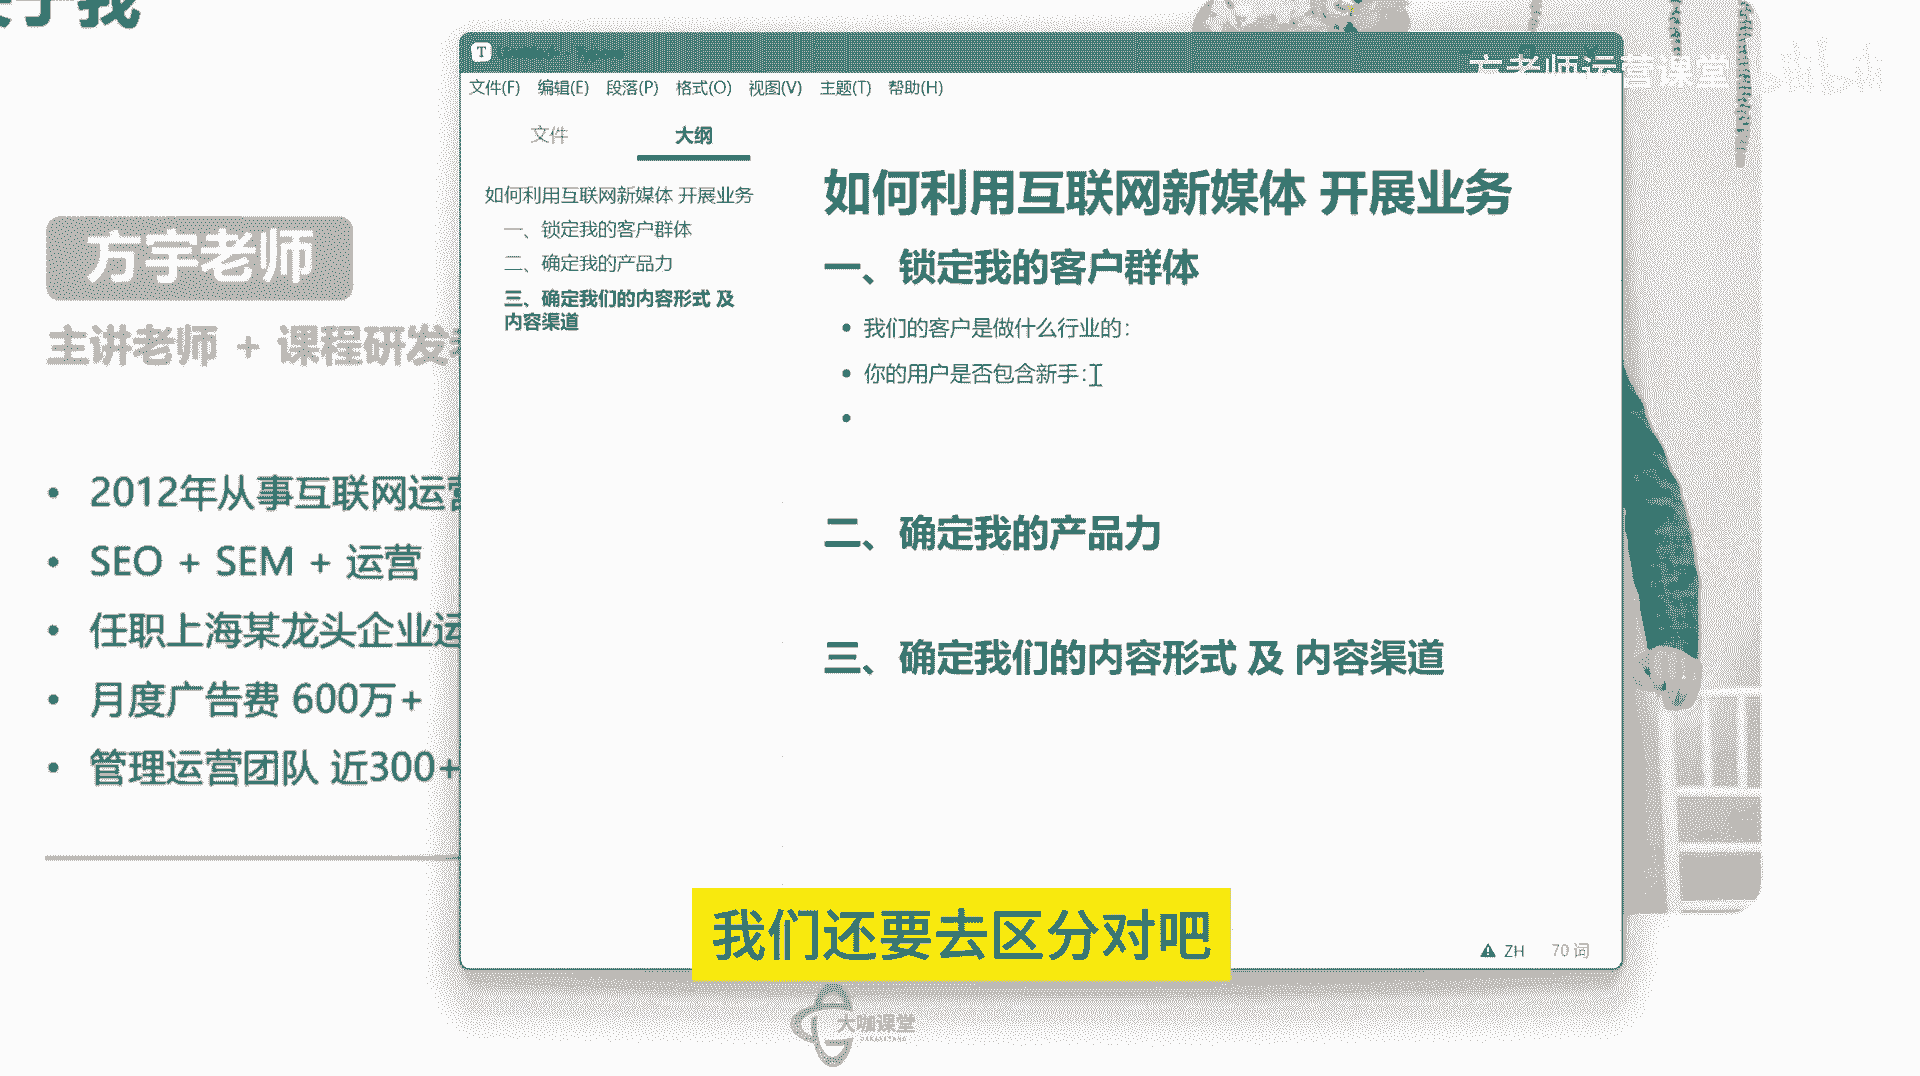 方宇老师
主讲老师 + 课程研发
2012年从事互联网运营
SEO + SEM + 运营
任职上海某龙头企业运
月度广告费 600万+
管理运营团队 近300+
方老师运营课堂
文件(F) 编辑(E) 段落(P) 格式(O) 视图(V) 主题(T) 帮助(H)
文件 大纲
如何利用互联网新媒体 开展业务
一、锁定我的客户群体
二、确定我的产品力
三、确定我们的内容形式 及
内容渠道
如何利用互联网新媒体 开展业务
一、锁定我的客户群体
我们的客户是做什么行业的:
你的用户是否包含新手:
二、确定我的产品力
三、确定我们的内容形式 及 内容渠道
ZH 70 词
我们还要去区分对吧
大咖课堂